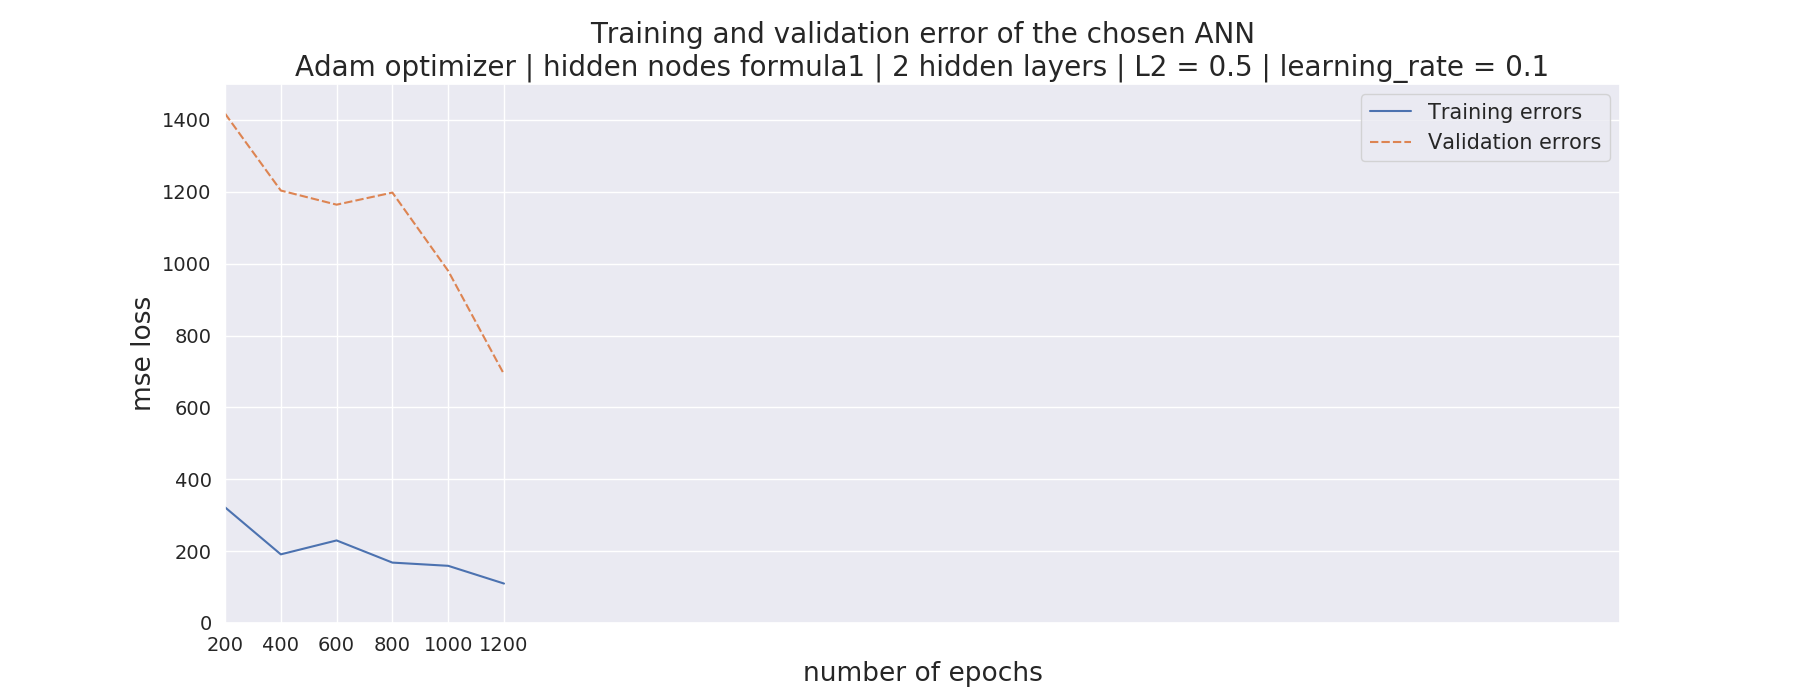 Training and validation error of the chosen ANN
Adam optimizer | hidden nodes formula1 | 2 hidden layers | L2 = 0.5 | learning_rate = 0.1
Training errors
Validation errors
1400
1200
1000
800
600
400
200
0
mse loss
200 400 600 800 1000 1200
number of epochs